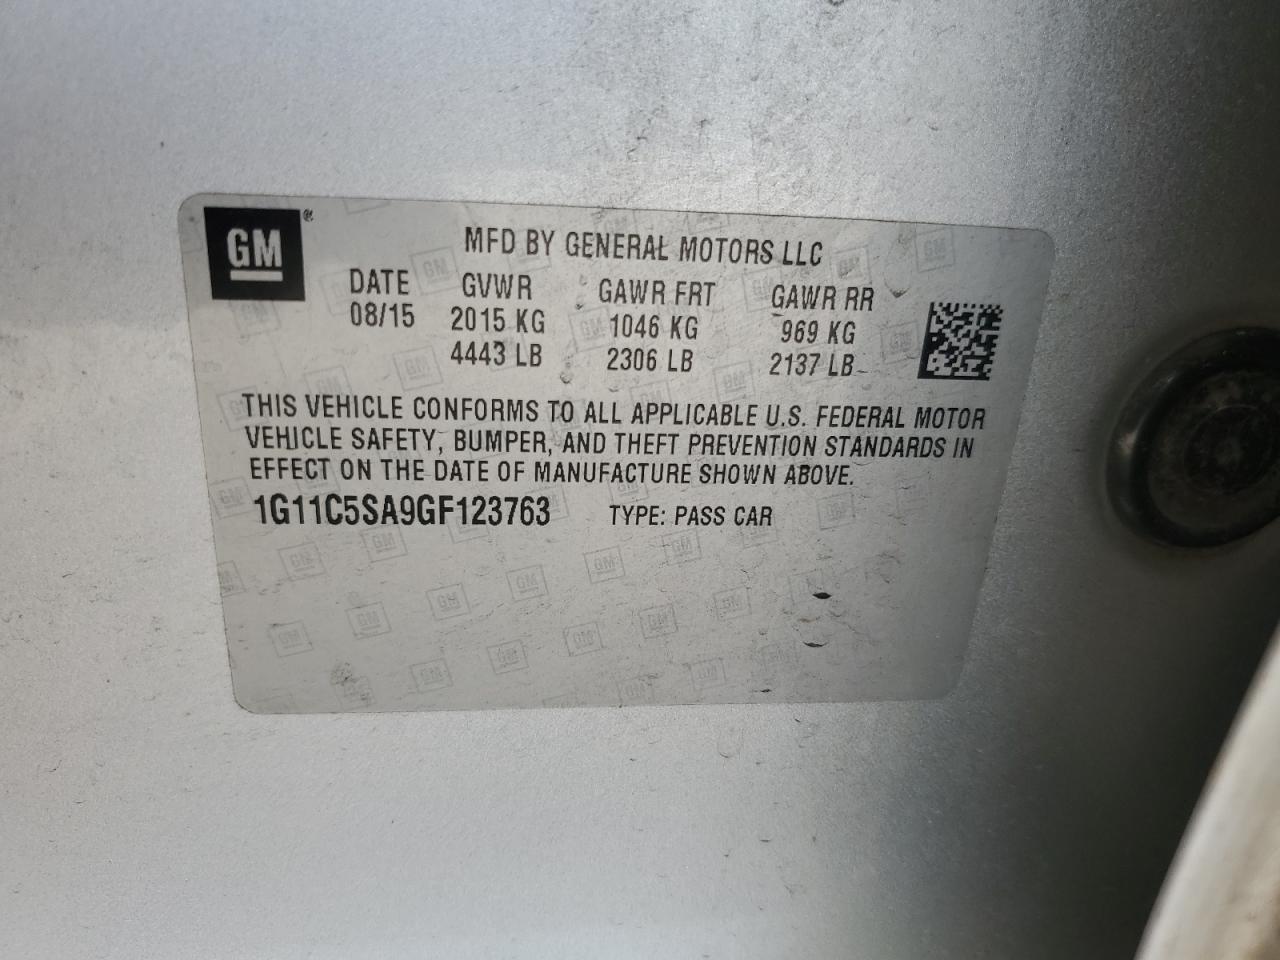 GM ®
MFD BY GENERAL MOTORS LLC
DATE GVWR GAWR FRT GAWR RR
08/15 2015 KG 1046 KG 969 KG
4443 LB 2306 LB 2137 LB
THIS VEHICLE CONFORMS TO ALL APPLICABLE U.S. FEDERAL MOTOR
VEHICLE SAFETY, BUMPER, AND THEFT PREVENTION STANDARDS IN
EFFECT ON THE DATE OF MANUFACTURE SHOWN ABOVE.
1G11C5SA9GF123763 TYPE: PASS CAR